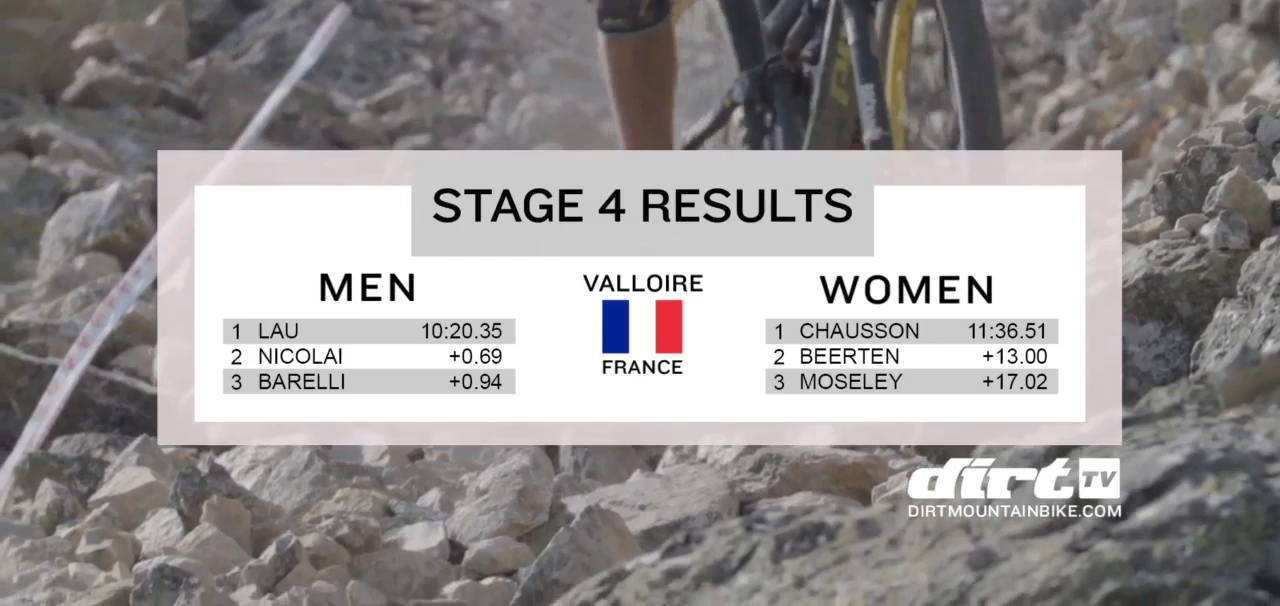 STAGE 4 RESULTS
MEN
1 LAU 10:20.35
2 NICOLAI +0.69
3 BARELLI +0.94
VALLOIRE
FRANCE
WOMEN
1 CHAUSSON 11:36.51
2 BEERTEN +13.00
3 MOSELEY +17.02
dirt TV
DIRTMOUNTAINBIKE.COM